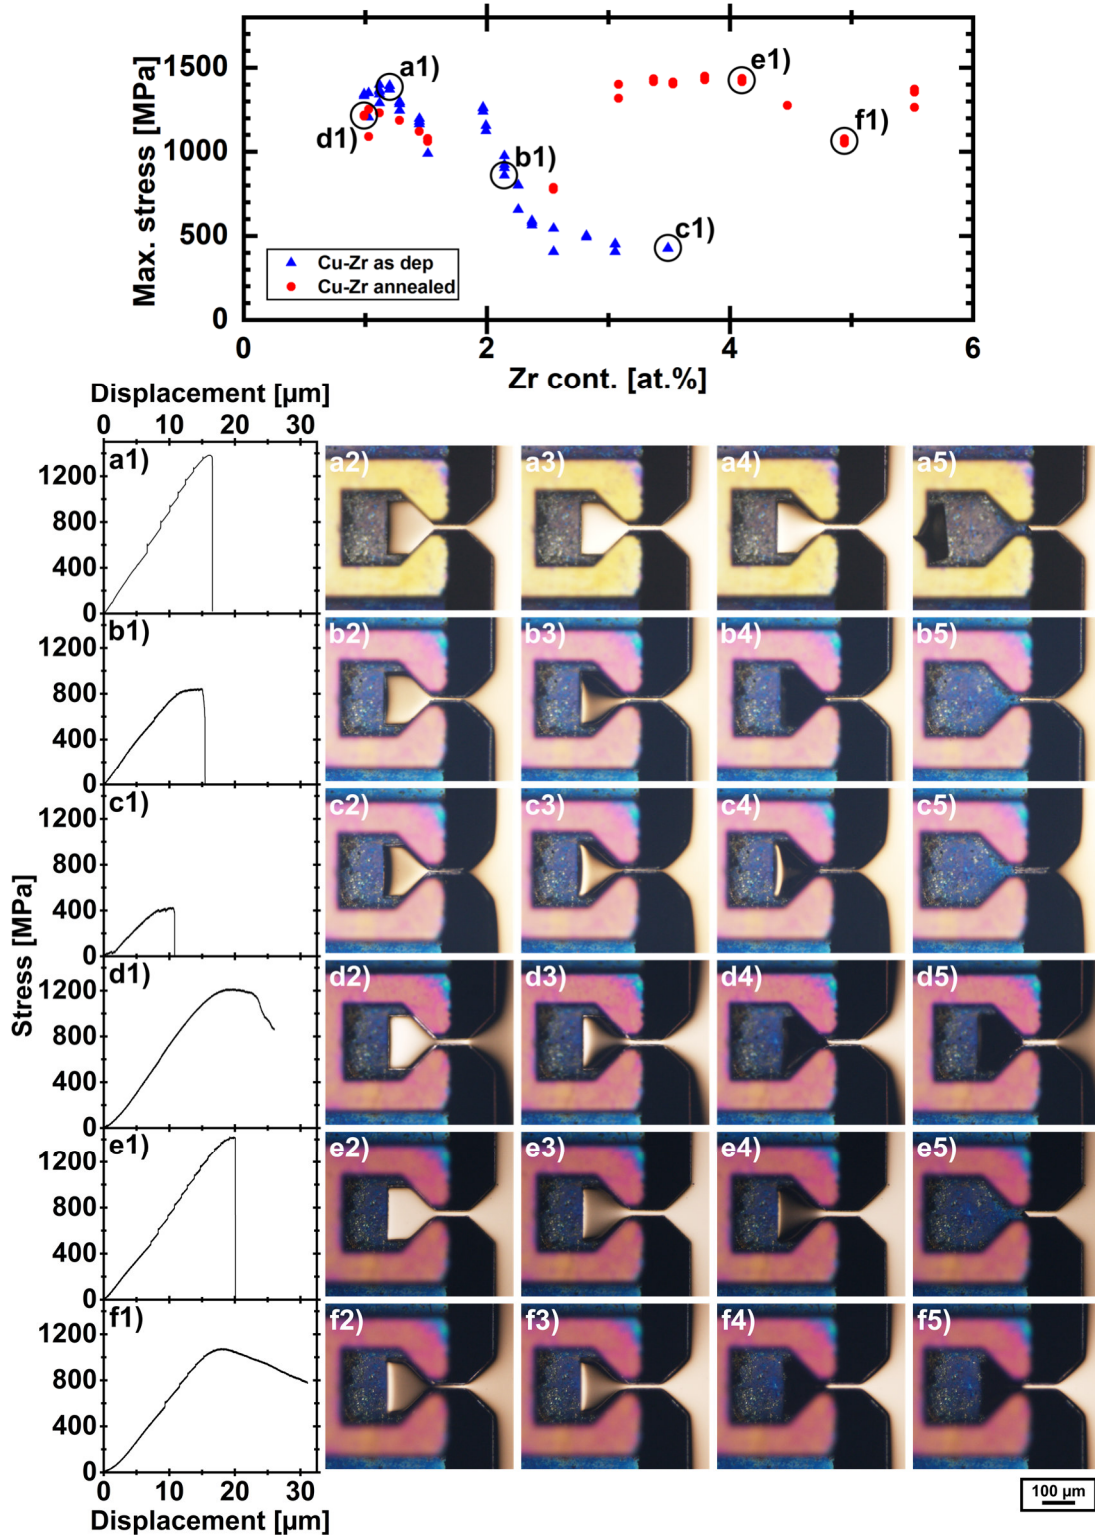 Max. stress [MPa]
1500
1000
500
0
a1)
d1)
b1)
c1)
e1)
f1)
Cu-Zr as dep
Cu-Zr annealed
0 2 4 6
Zr cont. [at.%]
Displacement [µm]
0 10 20 30
Stress [MPa]
a1) a2) a3) a4) a5)
1200
800
400
0
b1) b2) b3) b4) b5)
1200
800
400
0
c1) c2) c3) c4) c5)
1200
800
400
0
d1) d2) d3) d4) d5)
1200
800
400
0
e1) e2) e3) e4) e5)
1200
800
400
0
f1) f2) f3) f4) f5)
1200
800
400
0
0 10 20 30
Displacement [µm]
100 µm